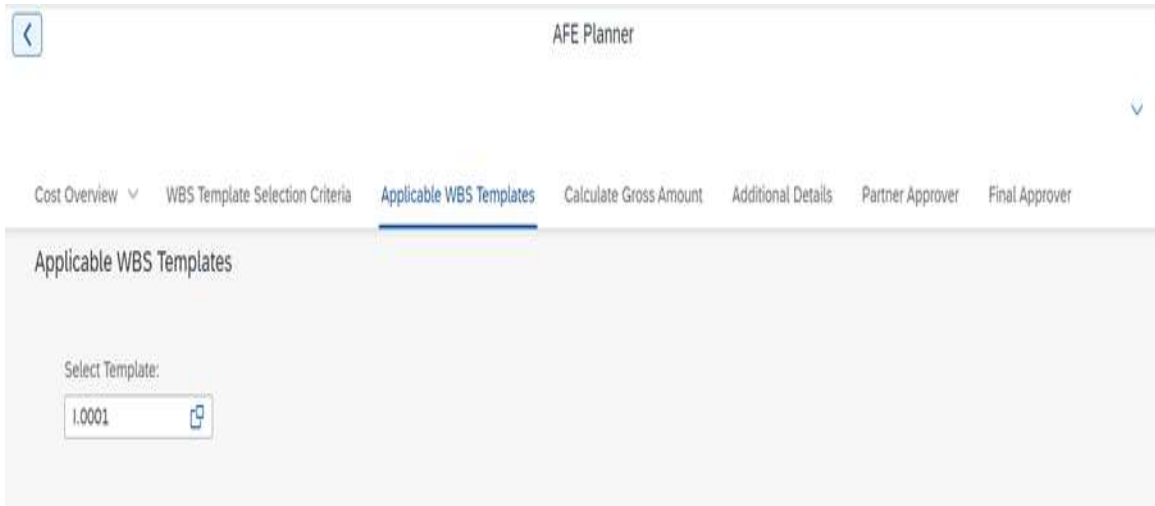 AFE Planner
Cost Overview WBS Template Selection Criteria Applicable WBS Templates Calculate Gross Amount Additional Details Partner Approver Final Approver
Applicable WBS Templates
Select Template:
I.0001